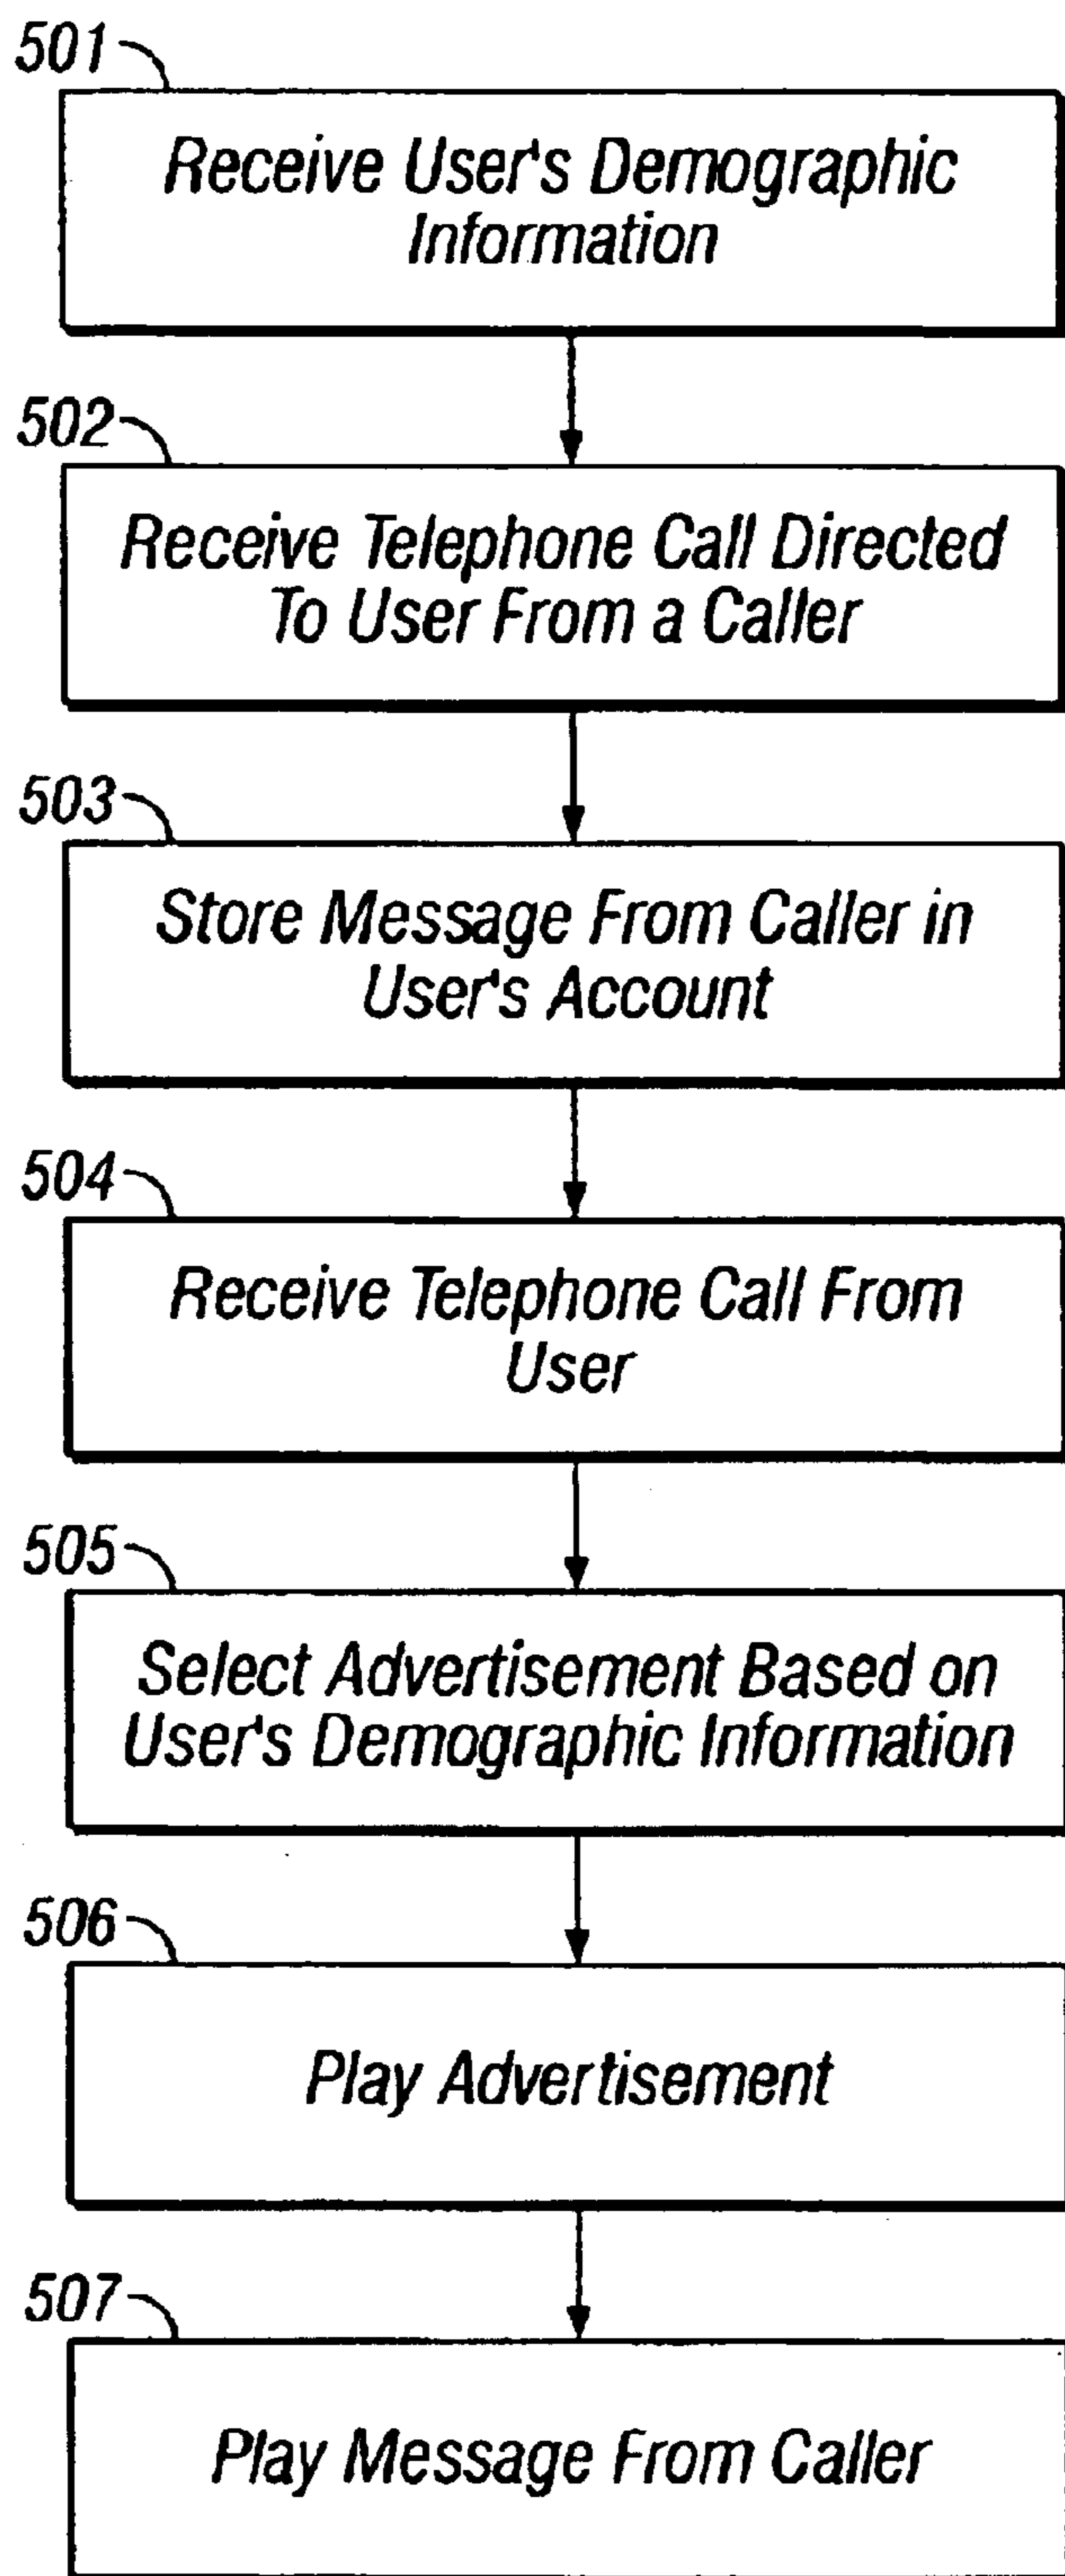 501
Receive User's Demographic
Information
502
Receive Telephone Call Directed
To User From a Caller
503
Store Message From Caller in
User's Account
504
Receive Telephone Call From
User
505
Select Advertisement Based on
User's Demographic Information
506
Play Advertisement
507
Play Message From Caller